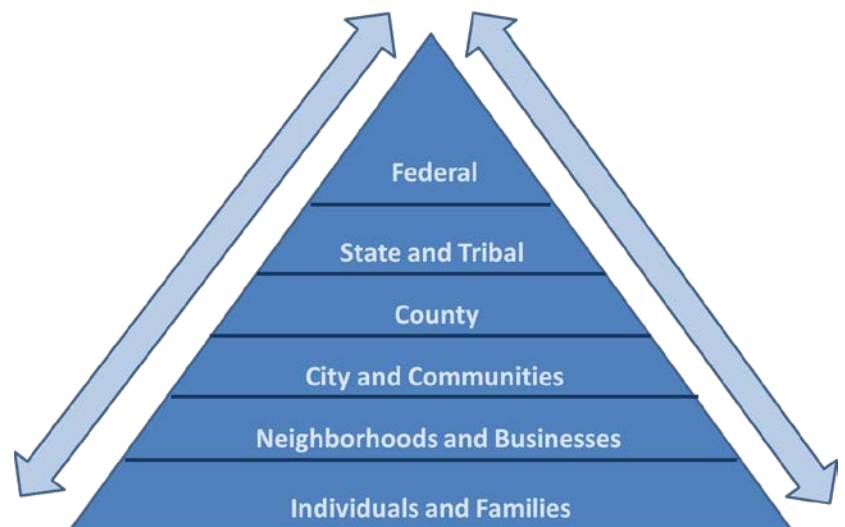 Federal
State and Tribal
County
City and Communities
Neighborhoods and Businesses
Individuals and Families